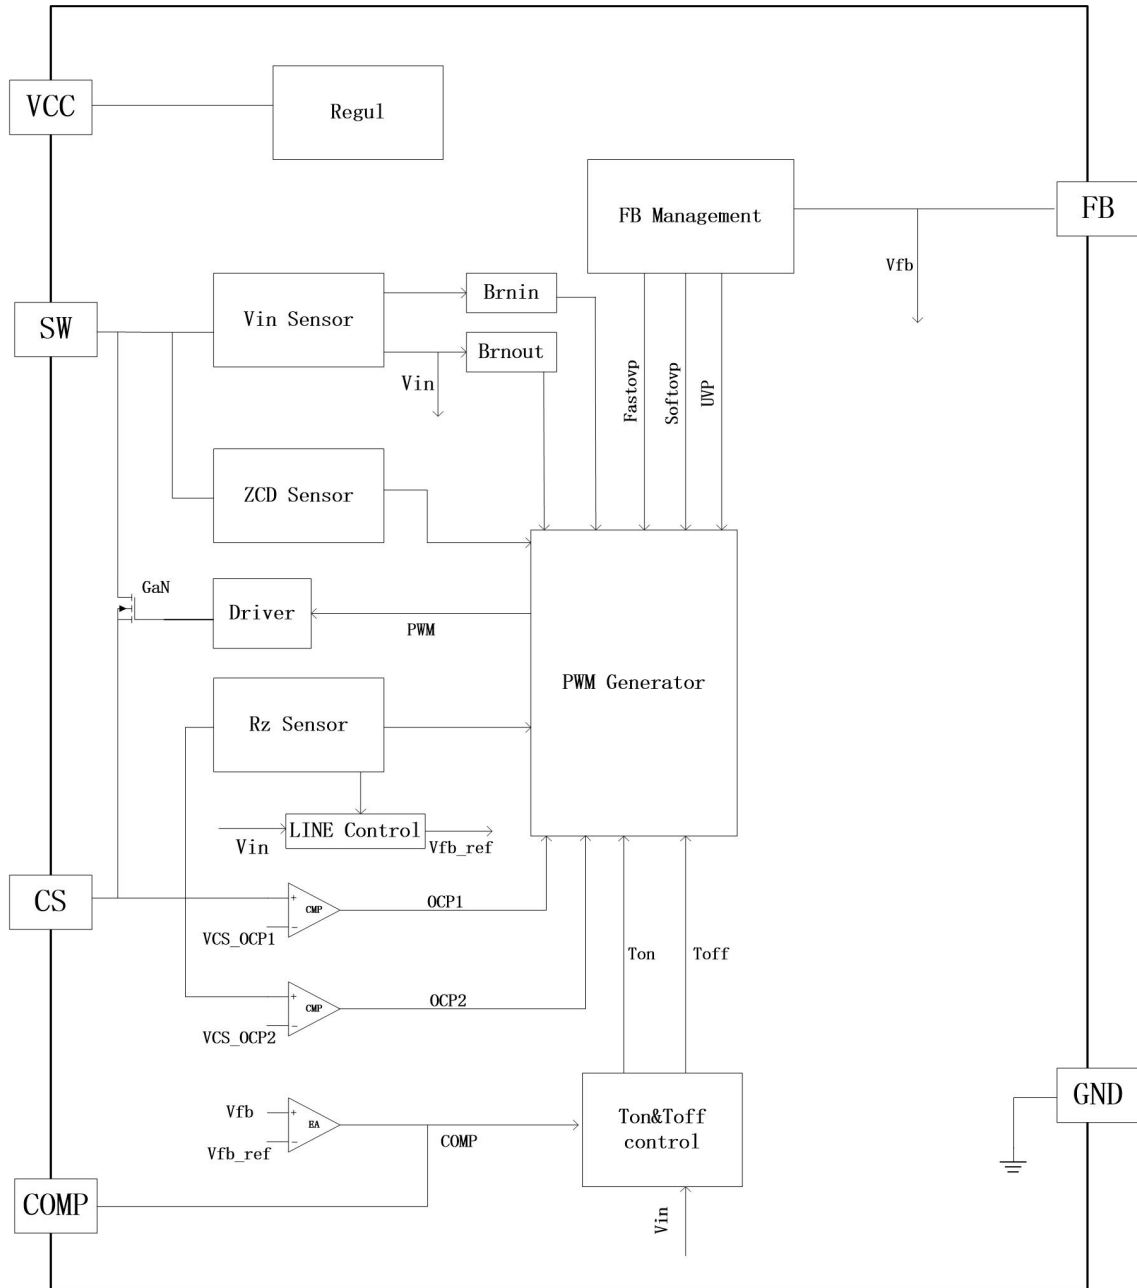 VCC
Regul
FB Management
FB
Vfb
SW
Vin Sensor
Brnin
Brnout
Vin
Fastovp
Softovp
UVP
ZCD Sensor
GaN
Driver
PWM
PWM Generator
Rz Sensor
LINE Control
Vin
Vfb_ref
CS
+
CMP
−
VCS_OCP1
OCP1
Ton
Toff
+
CMP
−
VCS_OCP2
OCP2
GND
Ton&Toff
control
Vfb
+
EA
−
Vfb_ref
COMP
COMP
Vin